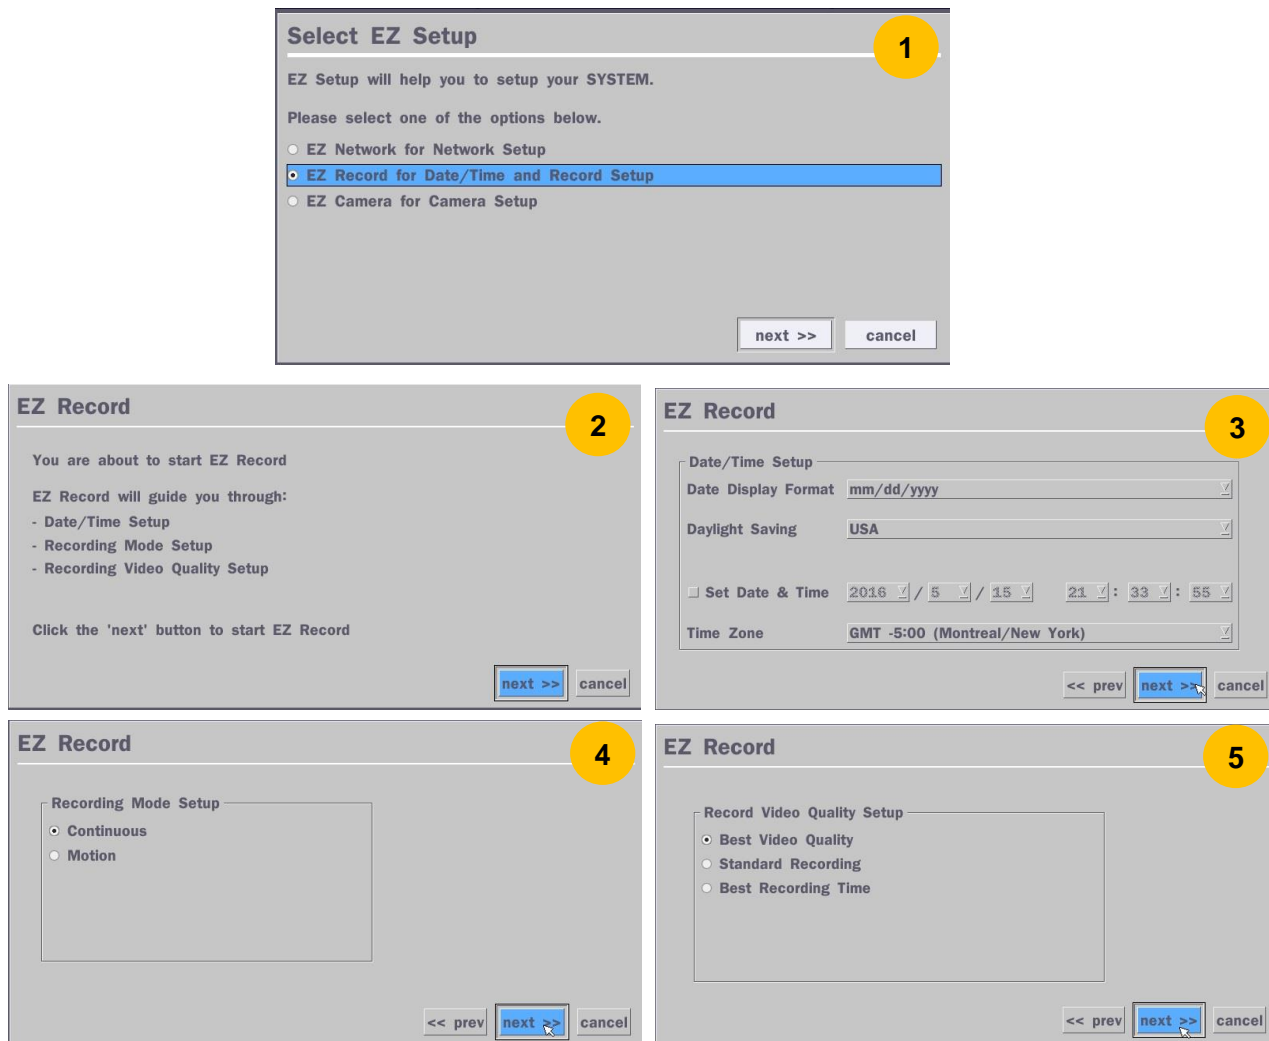 Select EZ Setup
1
EZ Setup will help you to setup your SYSTEM.
Please select one of the options below.
EZ Network for Network Setup
EZ Record for Date/Time and Record Setup
EZ Camera for Camera Setup
next >> cancel
EZ Record
2
You are about to start EZ Record
EZ Record will guide you through:
- Date/Time Setup
- Recording Mode Setup
- Recording Video Quality Setup
Click the 'next' button to start EZ Record
next >> cancel
EZ Record
3
Date/Time Setup
Date Display Format mm/dd/yyyy
Daylight Saving USA
Set Date & Time 2016 / 5 / 15 21 : 33 : 55
Time Zone GMT -5:00 (Montreal/New York)
<< prev next >> cancel
EZ Record
4
Recording Mode Setup
Continuous
Motion
<< prev next >> cancel
EZ Record
5
Record Video Quality Setup
Best Video Quality
Standard Recording
Best Recording Time
<< prev next >> cancel